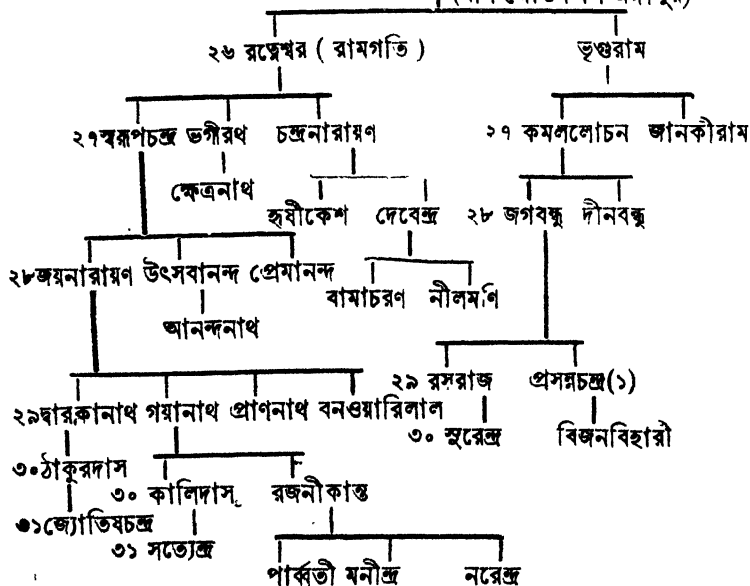 ২৬ রত্নেশ্বর ( রামগতি ) ভৃগুরাম
২৭স্বরূপচন্দ্র ভগীরথ চন্দ্রনারায়ণ ২৭ কমললোচন জানকীরাম
ক্ষেত্রনাথ
হৃষীকেশ দেবেন্দ্র ২৮ জগবন্ধু দীনবন্ধু
২৮জয়নারায়ণ উৎসবানন্দ প্রেমানন্দ
বামাচরণ নীলমণি
আনন্দনাথ
২৯ রসরাজ প্রসন্নচন্দ্র(১)
২৯দ্বারকানাথ গয়ানাথ প্রাণনাথ বনওয়ারিলাল
৩০ সুরেন্দ্র বিজনবিহারী
৩০ঠাকুরদাস
৩০ কালিদাস রজনীকান্ত
৩১জ্যোতিষচন্দ্র
৩১ সত্যেন্দ্র
পার্ব্বতী মনীন্দ্র নরেন্দ্র